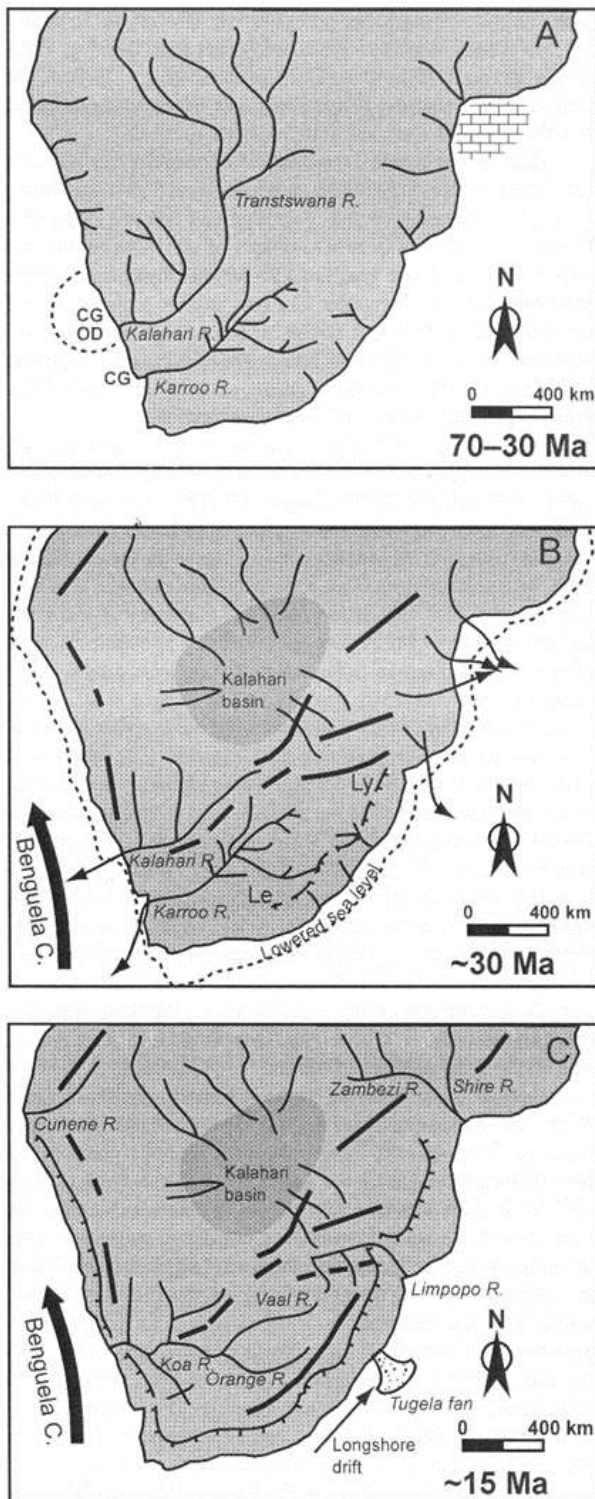 A
Transtswana R.
N
CG
OD
Kalahari R.
CG
Karroo R.
0 400 km
70–30 Ma
B
Kalahari
basin
Ly
Benguela C.
Kalahari R.
N
Le
Karroo R.
Lowered sea level
0 400 km
~30 Ma
C
Zambezi R.
Shire R.
Cunene R.
Kalahari
basin
Limpopo R.
Vaal R.
Benguela C.
N
Koa R.
Orange R.
Tugela fan
Longshore
drift
0 400 km
~15 Ma